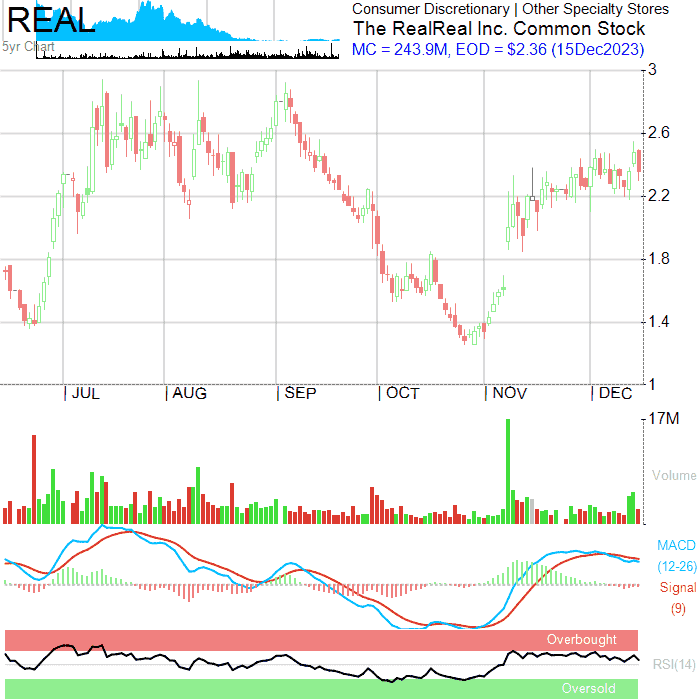 REAL
5yr Chart
Consumer Discretionary | Other Specialty Stores
The RealReal Inc. Common Stock
MC = 243.9M, EOD = $2.36 (15Dec2023)
3
2.6
2.2
1.8
1.4
1
JUL AUG SEP OCT NOV DEC
17M
Volume
MACD
(12-26)
Signal
(9)
Overbought
RSI(14)
Oversold